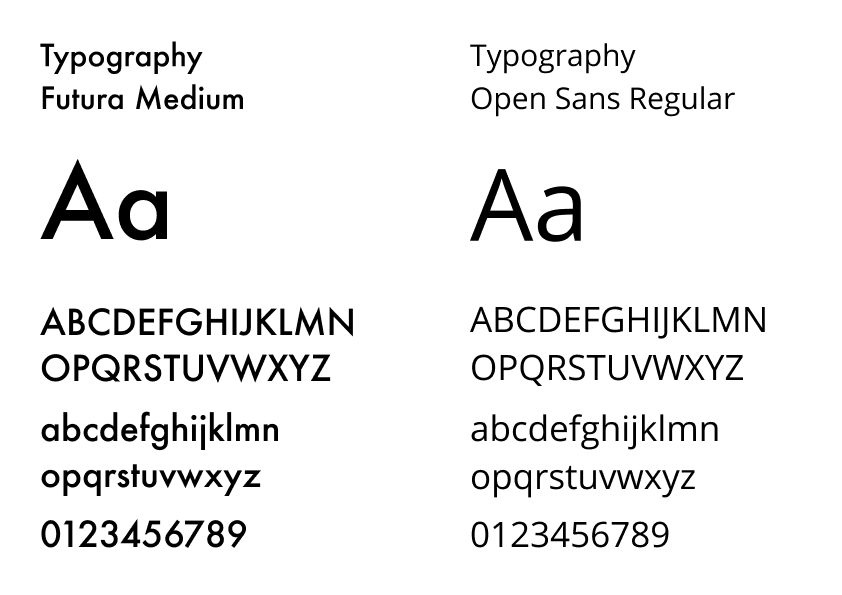 Typography
Futura Medium
Aa
ABCDEFGHIJKLMN
OPQRSTUVWXYZ
abcdefghijklmn
opqrstuvwxyz
0123456789
Typography
Open Sans Regular
Aa
ABCDEFGHIJKLMN
OPQRSTUVWXYZ
abcdefghijklmn
opqrstuvwxyz
0123456789